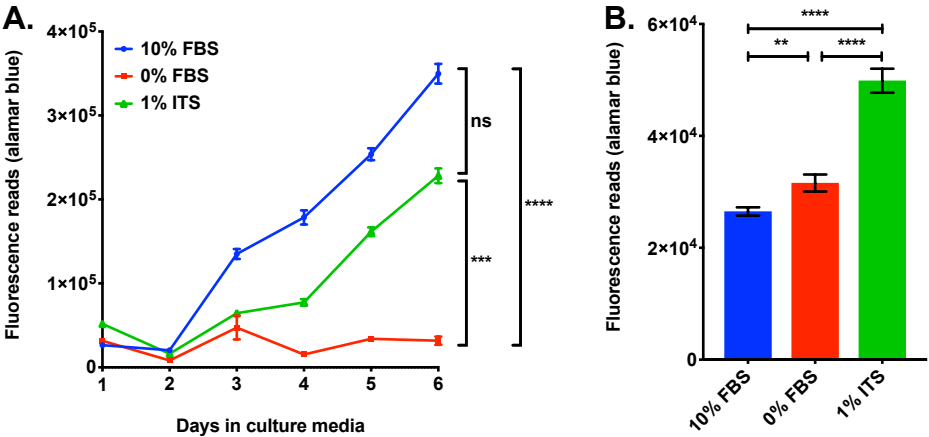 A.
Fluorescence reads (alamar blue)
4×10⁵
3×10⁵
2×10⁵
1×10⁵
0
10% FBS
0% FBS
1% ITS
ns
***
****
1 2 3 4 5 6
Days in culture media
B.
Fluorescence reads (alamar blue)
6×10⁴
4×10⁴
2×10⁴
0
****
** ****
10% FBS
0% FBS
1% ITS